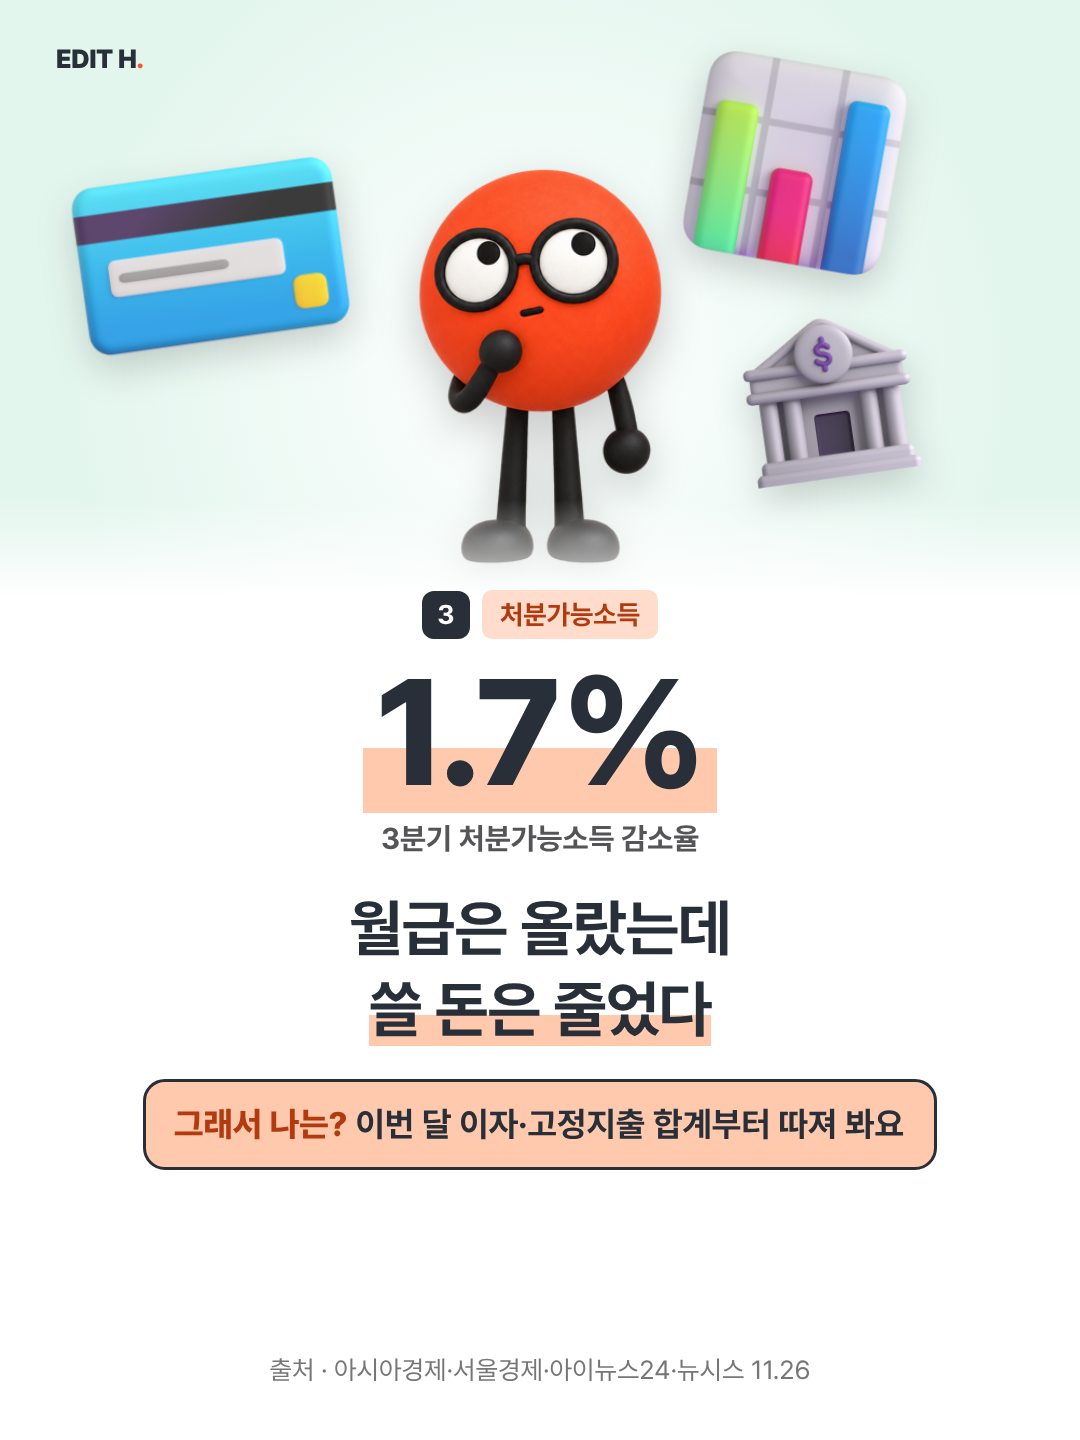 EDIT H.
$
3 처분가능소득
1.7%
3분기 처분가능소득 감소율
월급은 올랐는데
쓸 돈은 줄었다
그래서 나는? 이번 달 이자·고정지출 합계부터 따져 봐요
출처 · 아시아경제·서울경제·아이뉴스24·뉴시스 11.26